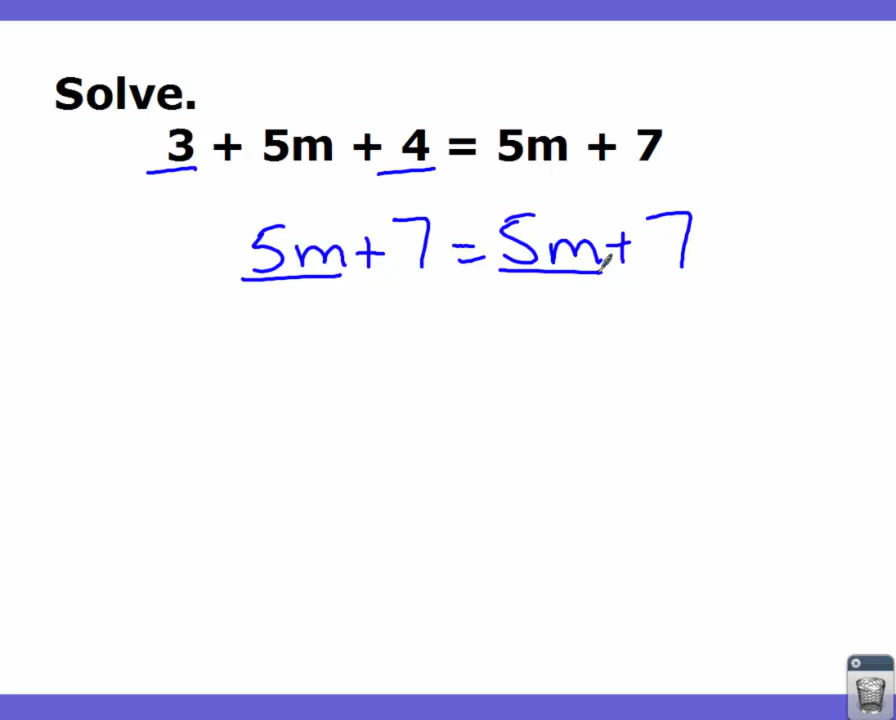 Solve.
3 + 5m + 4 = 5m + 7
5m + 7 = 5m + 7